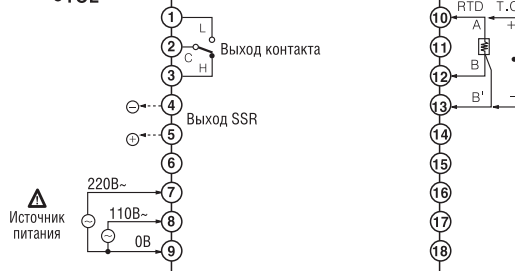 RTD T.C
1 L 10 A +
2 C Выход контакта 11
3 H 12 B
⊖ 4 13 B' −
⊕ 5 Выход SSR 14
6 15
220В~ 7 16
Источник питания 110В~ 8 17
0В 9 18